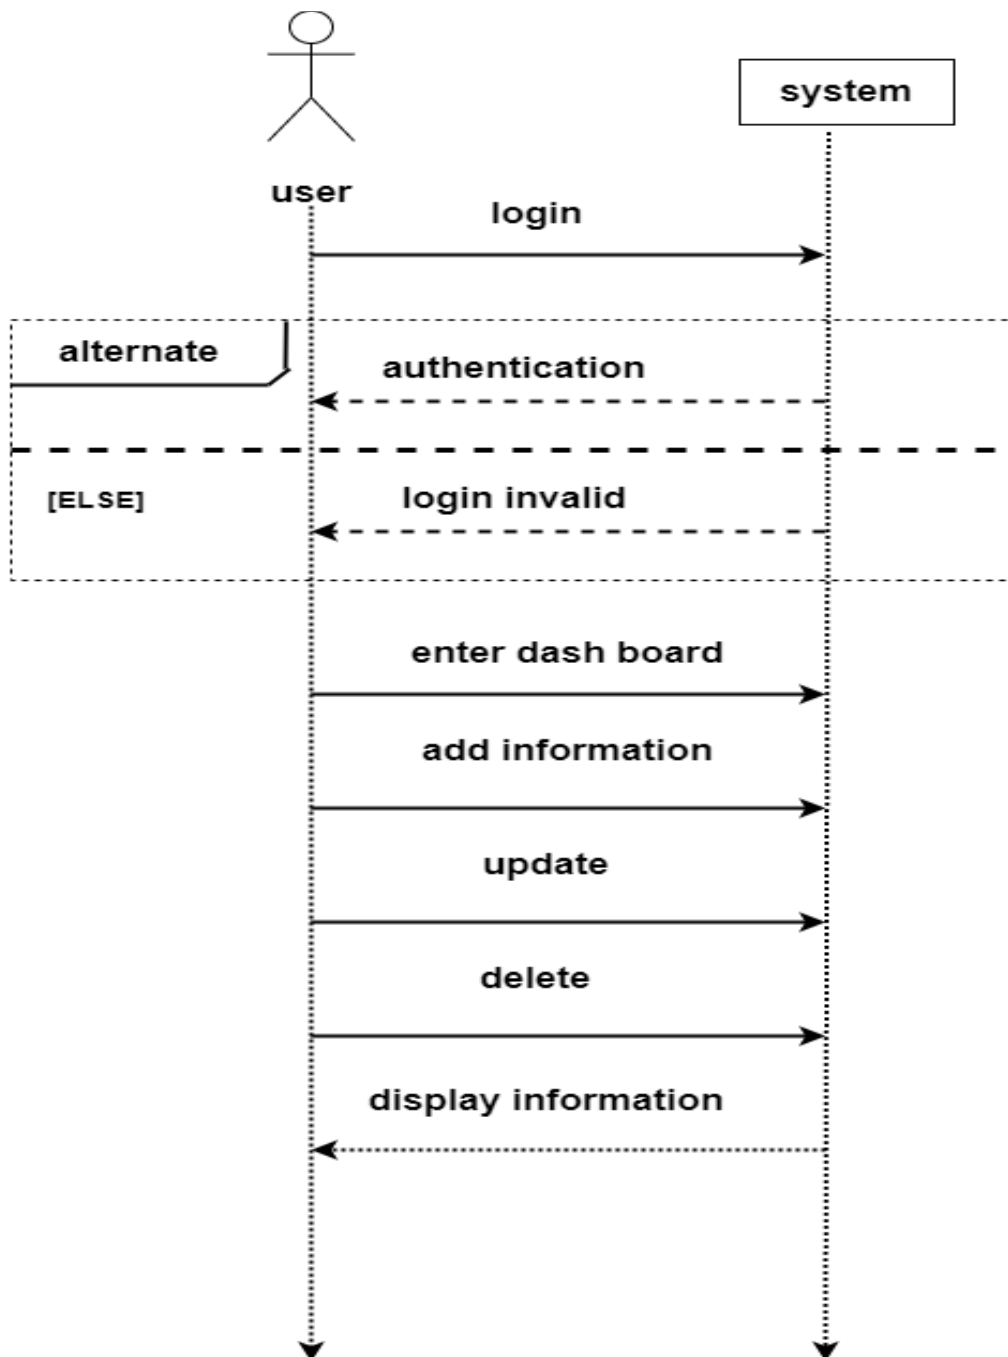 system
user
login
alternate
authentication
[ELSE]
login invalid
enter dash board
add information
update
delete
display information